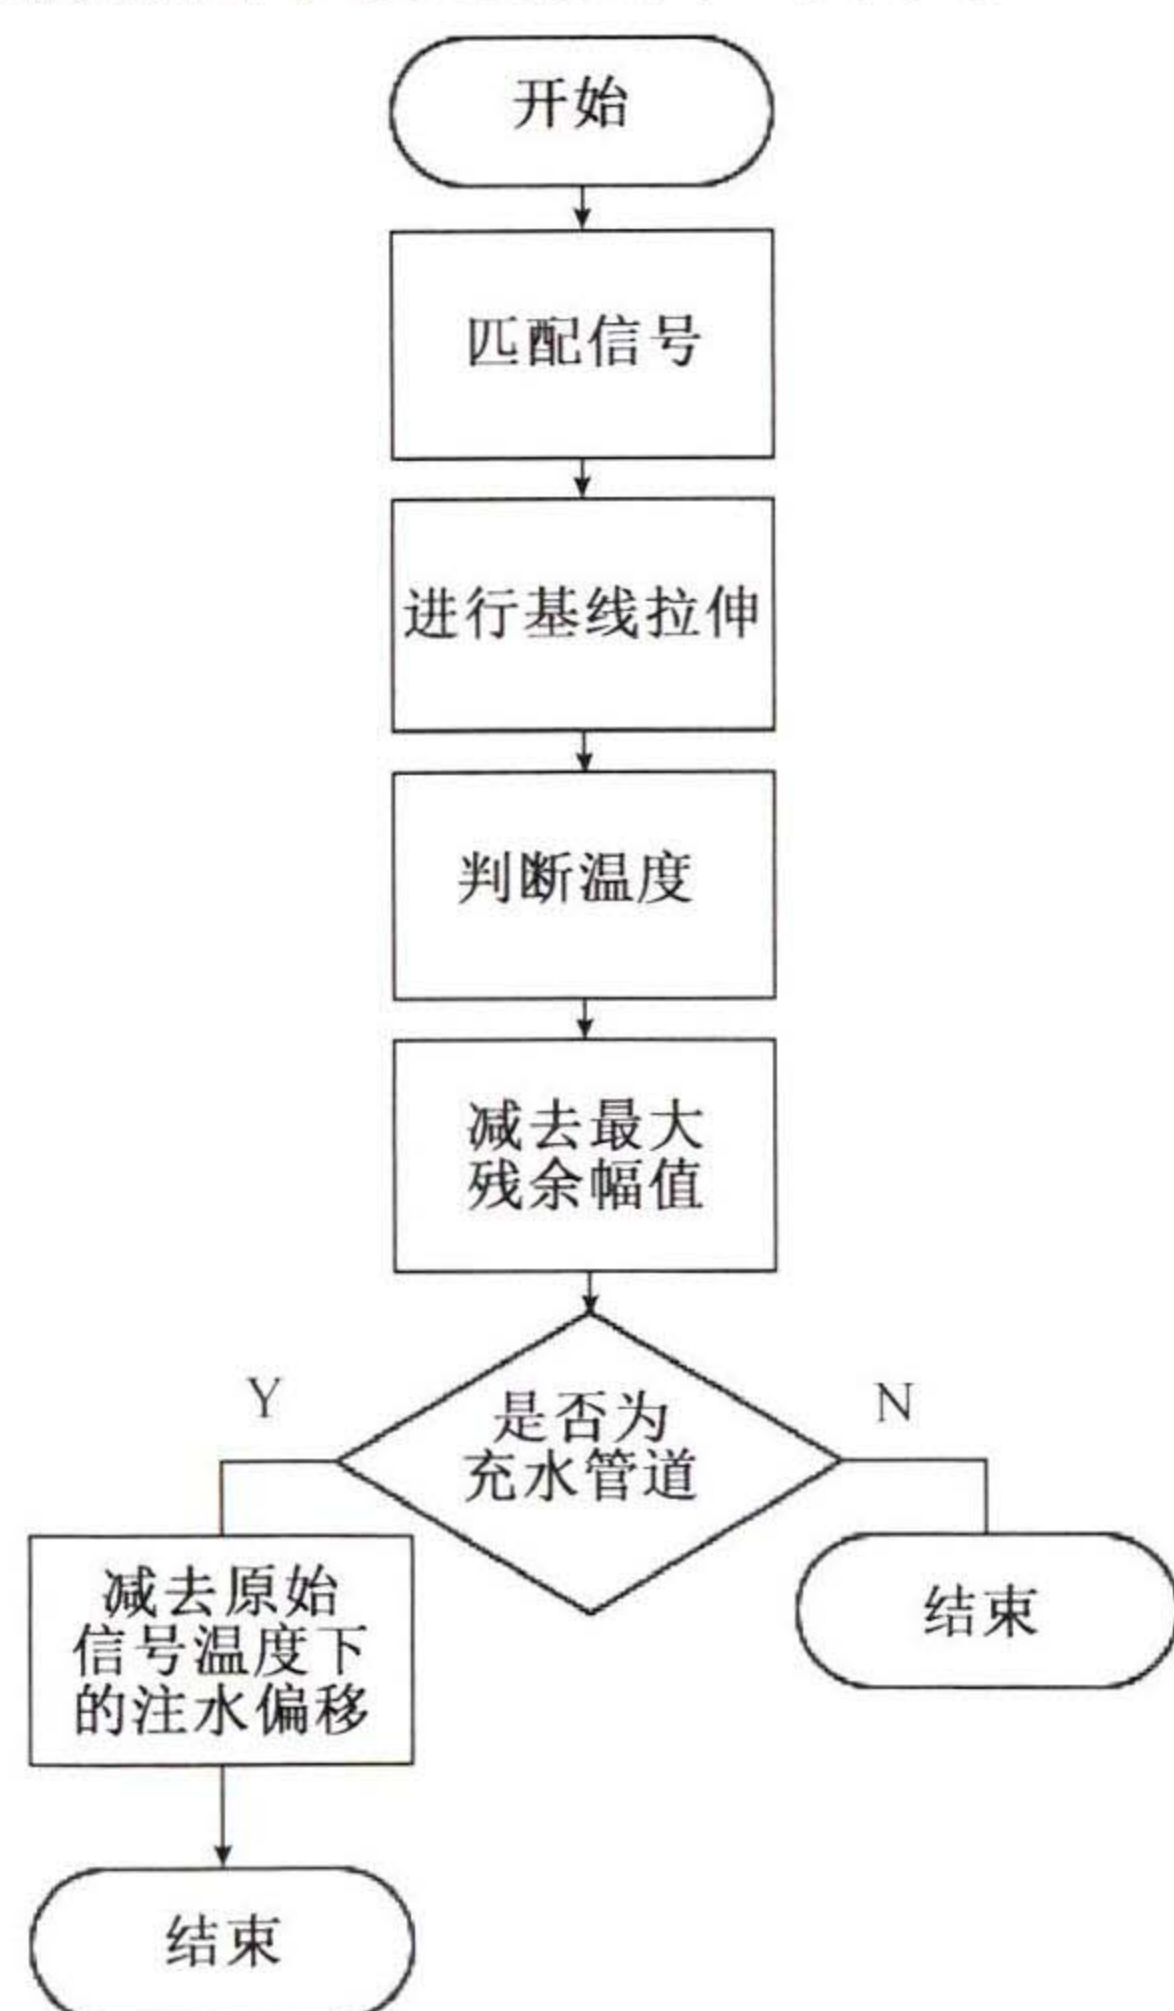 开始
匹配信号
进行基线拉伸
判断温度
减去最大
残余幅值
是否为
充水管道
Y
N
减去原始
信号温度下
的注水偏移
结束
结束